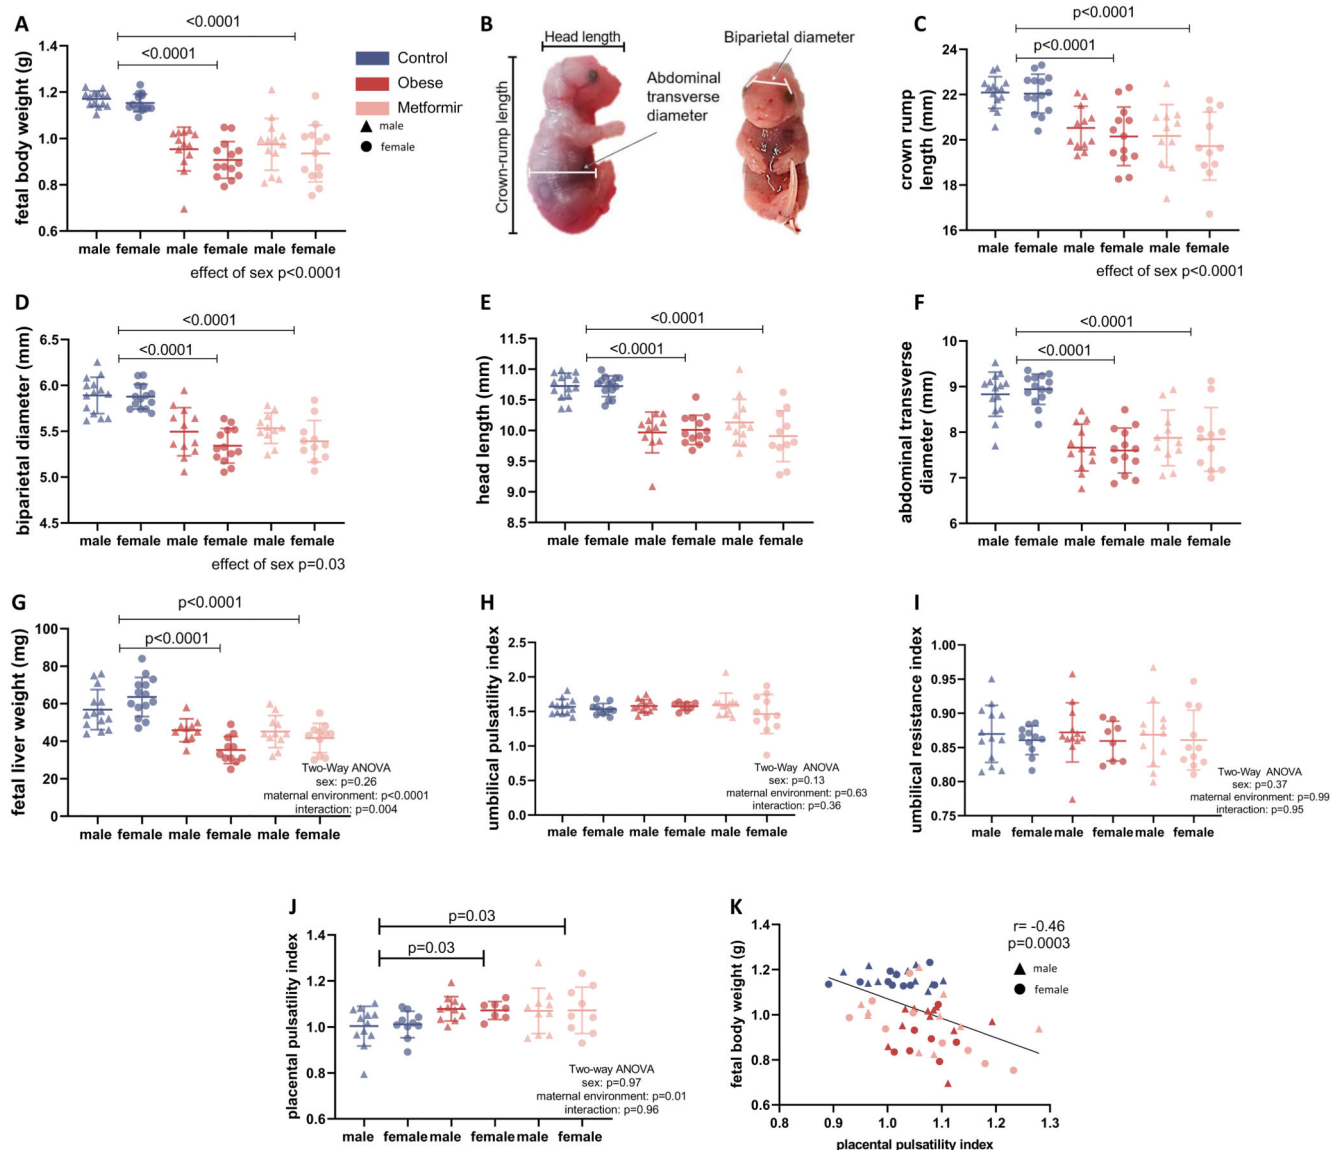 A
<0.0001
<0.0001
fetal body weight (g)
1.4
1.2
1.0
0.8
0.6
male female male female male female
effect of sex p<0.0001
Control
Obese
Metformir
male
female
B
Head length
Crown-rump length
Abdominal
transverse
diameter
Biparietal diameter
C
p<0.0001
p<0.0001
crown rump
length (mm)
24
22
20
18
16
male female male female male female
effect of sex p<0.0001
D
<0.0001
<0.0001
biparietal diameter (mm)
6.5
6.0
5.5
5.0
4.5
male female male female male female
effect of sex p=0.03
E
<0.0001
<0.0001
head length (mm)
11.5
11.0
10.5
10.0
9.5
9.0
8.5
male female male female male female
F
<0.0001
<0.0001
abdominal transverse
diameter (mm)
10
9
8
7
6
male female male female male female
G
p<0.0001
p<0.0001
fetal liver weight (mg)
100
80
60
40
20
0
male female male female male female
Two-Way ANOVA
sex: p=0.26
maternal environment: p<0.0001
interaction: p=0.004
H
umbilical pulsatility index
2.5
2.0
1.5
1.0
0.5
0.0
male female male female male female
Two-Way ANOVA
sex: p=0.13
maternal environment: p=0.63
interaction: p=0.36
I
umbilical resistance index
1.00
0.95
0.90
0.85
0.80
0.75
male female male female male female
Two-Way ANOVA
sex: p=0.37
maternal environment: p=0.99
interaction: p=0.95
J
p=0.03
p=0.03
placental pulsatility index
1.4
1.2
1.0
0.8
0.6
male female male female male female
Two-way ANOVA
sex: p=0.97
maternal environment: p=0.01
interaction: p=0.96
K
r= -0.46
p=0.0003
male
female
fetal body weight (g)
1.4
1.2
1.0
0.8
0.6
0.8 0.9 1.0 1.1 1.2 1.3
placental pulsatility index